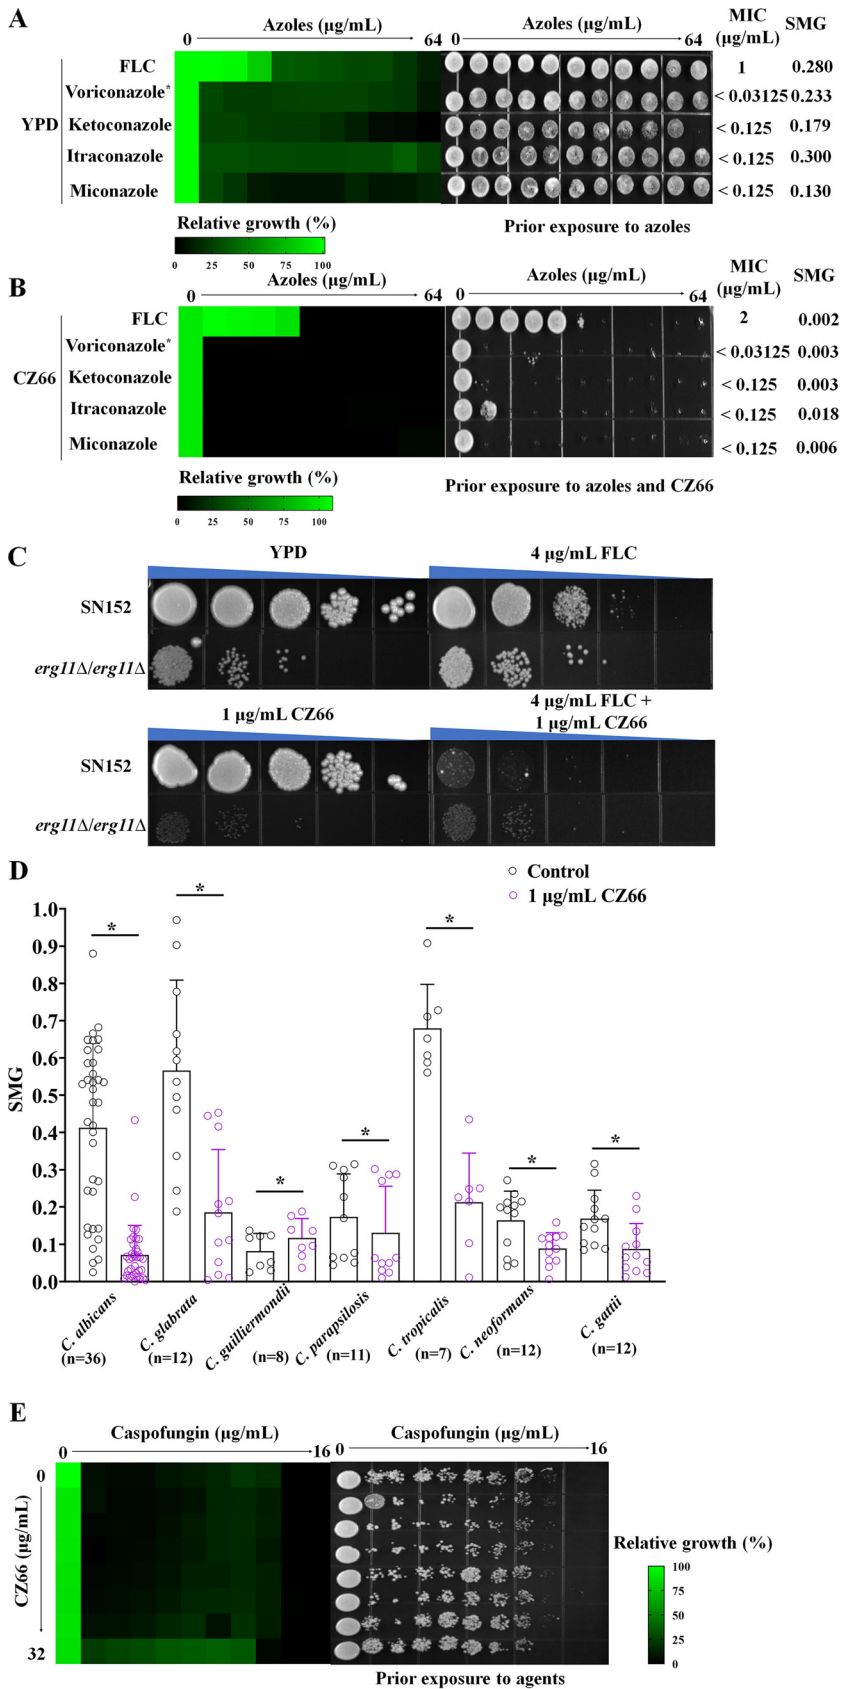 A
Azoles (μg/mL)
0
64
Azoles (μg/mL)
0
64
MIC
(μg/mL)
SMG
YPD
FLC
1
0.280
Voriconazole*
< 0.03125
0.233
Ketoconazole
< 0.125
0.179
Itraconazole
< 0.125
0.300
Miconazole
< 0.125
0.130
Relative growth (%)
0 25 50 75 100
Prior exposure to azoles
B
Azoles (μg/mL)
0
64
Azoles (μg/mL)
0
64
MIC
(μg/mL)
SMG
CZ66
FLC
2
0.002
Voriconazole*
< 0.03125
0.003
Ketoconazole
< 0.125
0.003
Itraconazole
< 0.125
0.018
Miconazole
< 0.125
0.006
Relative growth (%)
0 25 50 75 100
Prior exposure to azoles and CZ66
C
YPD
4 μg/mL FLC
SN152
erg11Δ/erg11Δ
1 μg/mL CZ66
4 μg/mL FLC +
1 μg/mL CZ66
SN152
erg11Δ/erg11Δ
D
Control
1 μg/mL CZ66
SMG
1.0
0.9
0.8
0.7
0.6
0.5
0.4
0.3
0.2
0.1
0.0
*
*
*
*
*
*
*
C. albicans
(n=36)
C. glabrata
(n=12)
C. guilliermondii
(n=8)
C. parapsilosis
(n=11)
C. tropicalis
(n=7)
C. neoformans
(n=12)
C. gattii
(n=12)
E
Caspofungin (μg/mL)
0
16
Caspofungin (μg/mL)
0
16
CZ66 (μg/mL)
0
32
Relative growth (%)
100
75
50
25
0
Prior exposure to agents